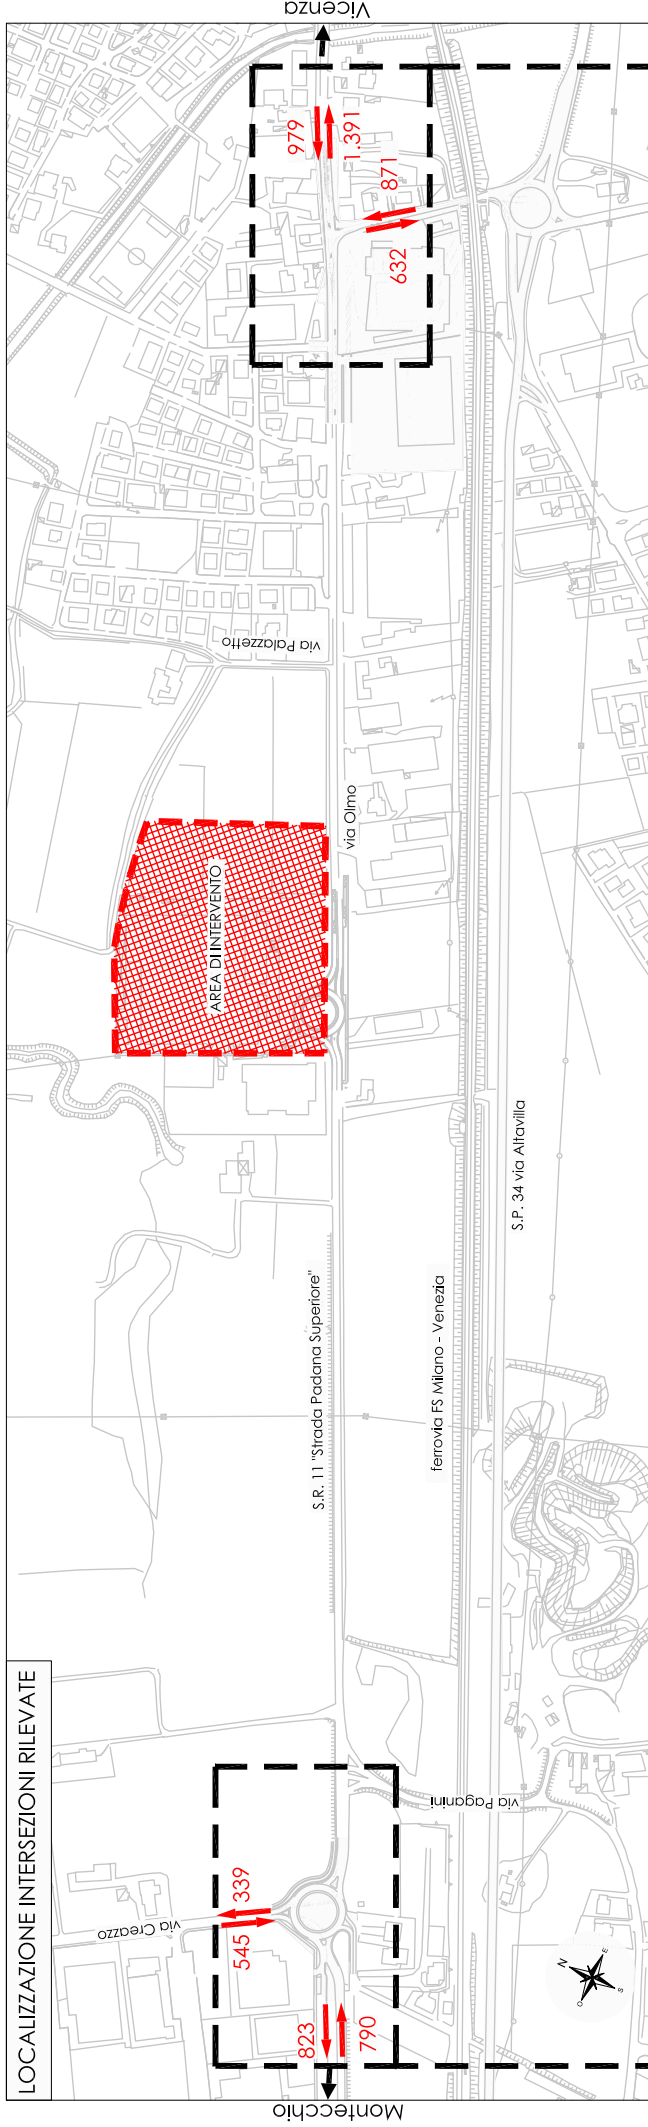 LOCALIZZAZIONE INTERSEZIONI RILEVATE
Vicenza
979
1.391
871
632
via Palazzetto
via Olmo
AREA DI INTERVENTO
S.P. 34 via Altavilla
S.R. 11 "Strada Padana Superiore"
ferrovia FS Milano - Venezia
via Paganini
via Creazzo
339
545
823
790
N
E
S
O
Montecchio